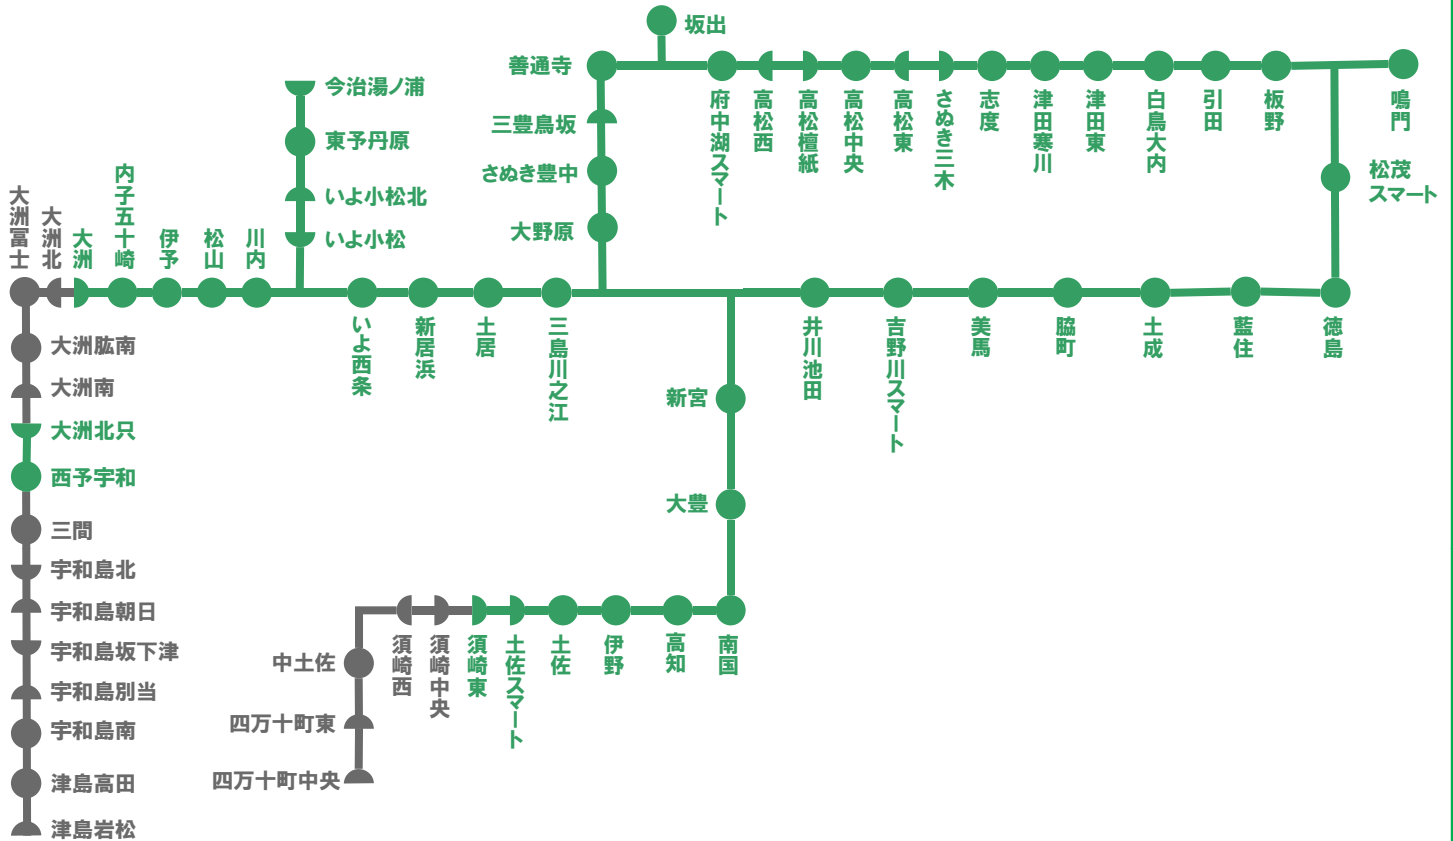 坂出
善通寺
三豊鳥坂
さぬき豊中
大野原
府中湖スマート
高松西
高松檀紙
高松中央
高松東
さぬき三木
志度
津田寒川
津田東
白鳥大内
引田
板野
鳴門
松茂
スマート
今治湯ノ浦
東予丹原
いよ小松北
いよ小松
大洲冨士
大洲北
大洲
内子五十崎
伊予
松山
川内
いよ西条
新居浜
土居
三島川之江
井川池田
吉野川スマート
美馬
脇町
土成
藍住
徳島
大洲肱南
大洲南
大洲北只
西予宇和
三間
宇和島北
宇和島朝日
宇和島坂下津
宇和島別当
宇和島南
津島高田
津島岩松
新宮
大豊
南国
高知
伊野
土佐
土佐スマート
須崎東
須崎中央
須崎西
中土佐
四万十町東
四万十町中央